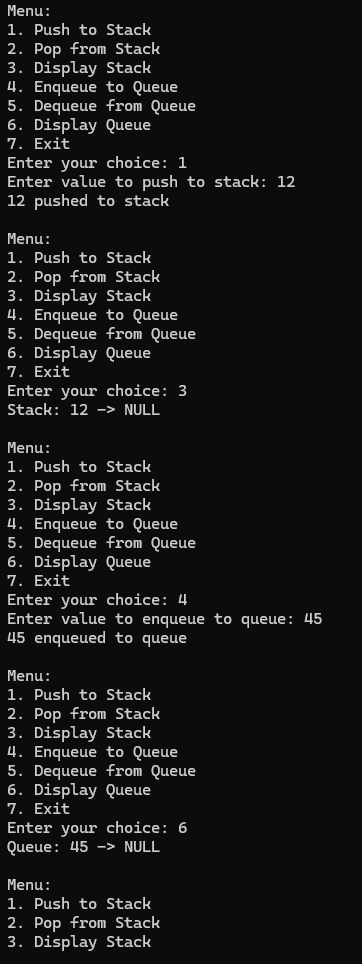 Menu:
1. Push to Stack
2. Pop from Stack
3. Display Stack
4. Enqueue to Queue
5. Dequeue from Queue
6. Display Queue
7. Exit
Enter your choice: 1
Enter value to push to stack: 12
12 pushed to stack
Menu:
1. Push to Stack
2. Pop from Stack
3. Display Stack
4. Enqueue to Queue
5. Dequeue from Queue
6. Display Queue
7. Exit
Enter your choice: 3
Stack: 12 -> NULL
Menu:
1. Push to Stack
2. Pop from Stack
3. Display Stack
4. Enqueue to Queue
5. Dequeue from Queue
6. Display Queue
7. Exit
Enter your choice: 4
Enter value to enqueue to queue: 45
45 enqueued to queue
Menu:
1. Push to Stack
2. Pop from Stack
3. Display Stack
4. Enqueue to Queue
5. Dequeue from Queue
6. Display Queue
7. Exit
Enter your choice: 6
Queue: 45 -> NULL
Menu:
1. Push to Stack
2. Pop from Stack
3. Display Stack